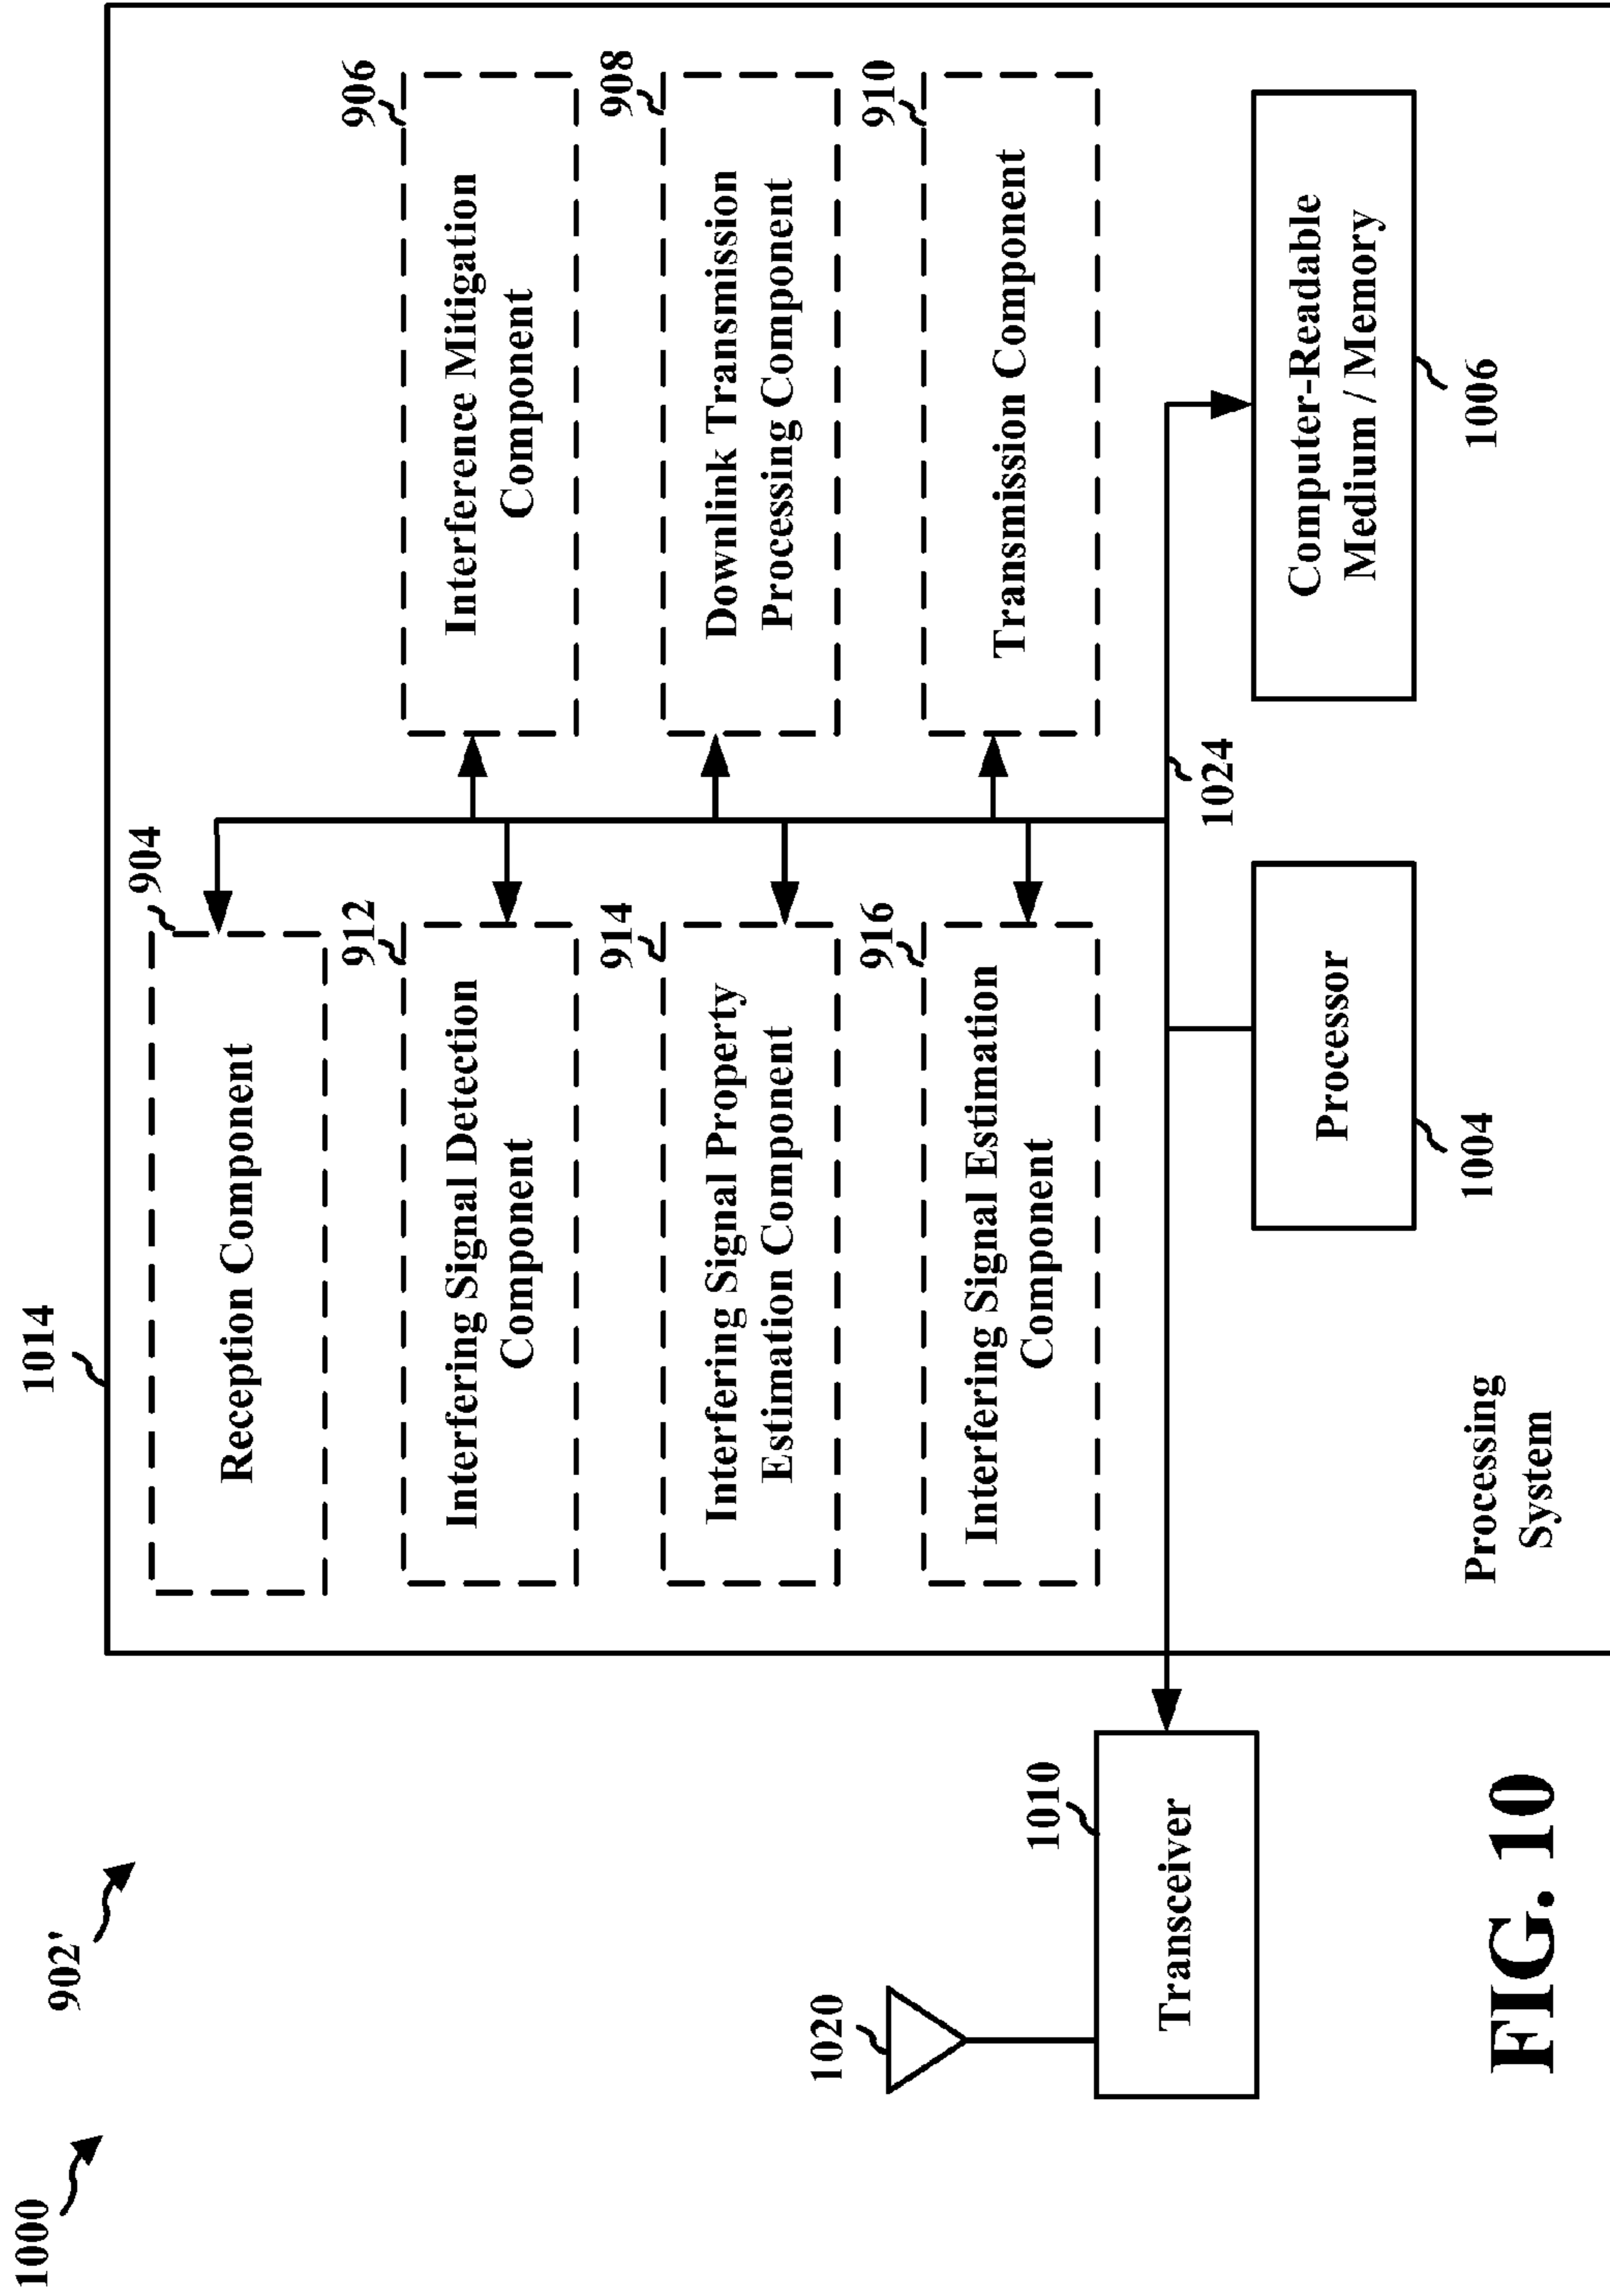 1000
902'
1014
904
Reception Component
912
Interfering Signal Detection
Component
906
Interference Mitigation
Component
914
Interfering Signal Property
Estimation Component
908
Downlink Transmission
Processing Component
916
Interfering Signal Estimation
Component
910
Transmission Component
1020
1010
Transceiver
1024
Processor
1004
Computer-Readable
Medium / Memory
1006
Processing
System
FIG. 10